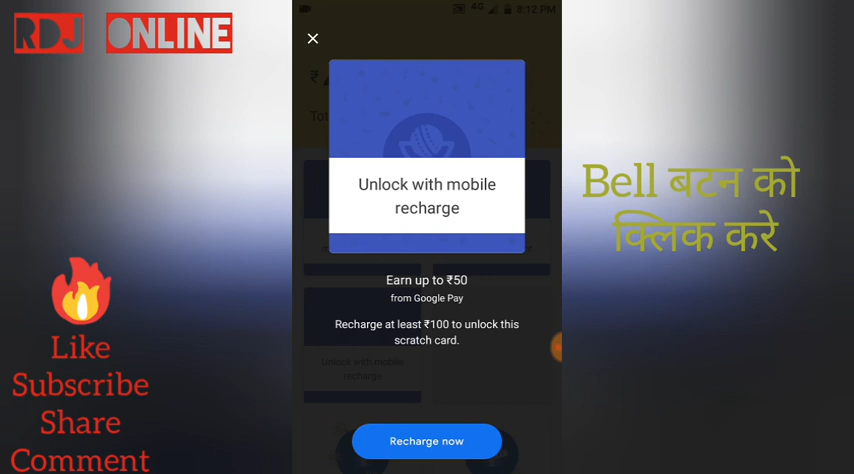 RDJ ONLINE
4G 8:12 PM
₹
Unlock with mobile
recharge
Earn up to ₹50
from Google Pay
Recharge at least ₹100 to unlock this
scratch card.
Unlock with mobile
recharge
Recharge now
Bell बटन को
क्लिक करे
Like
Subscribe
Share
Comment